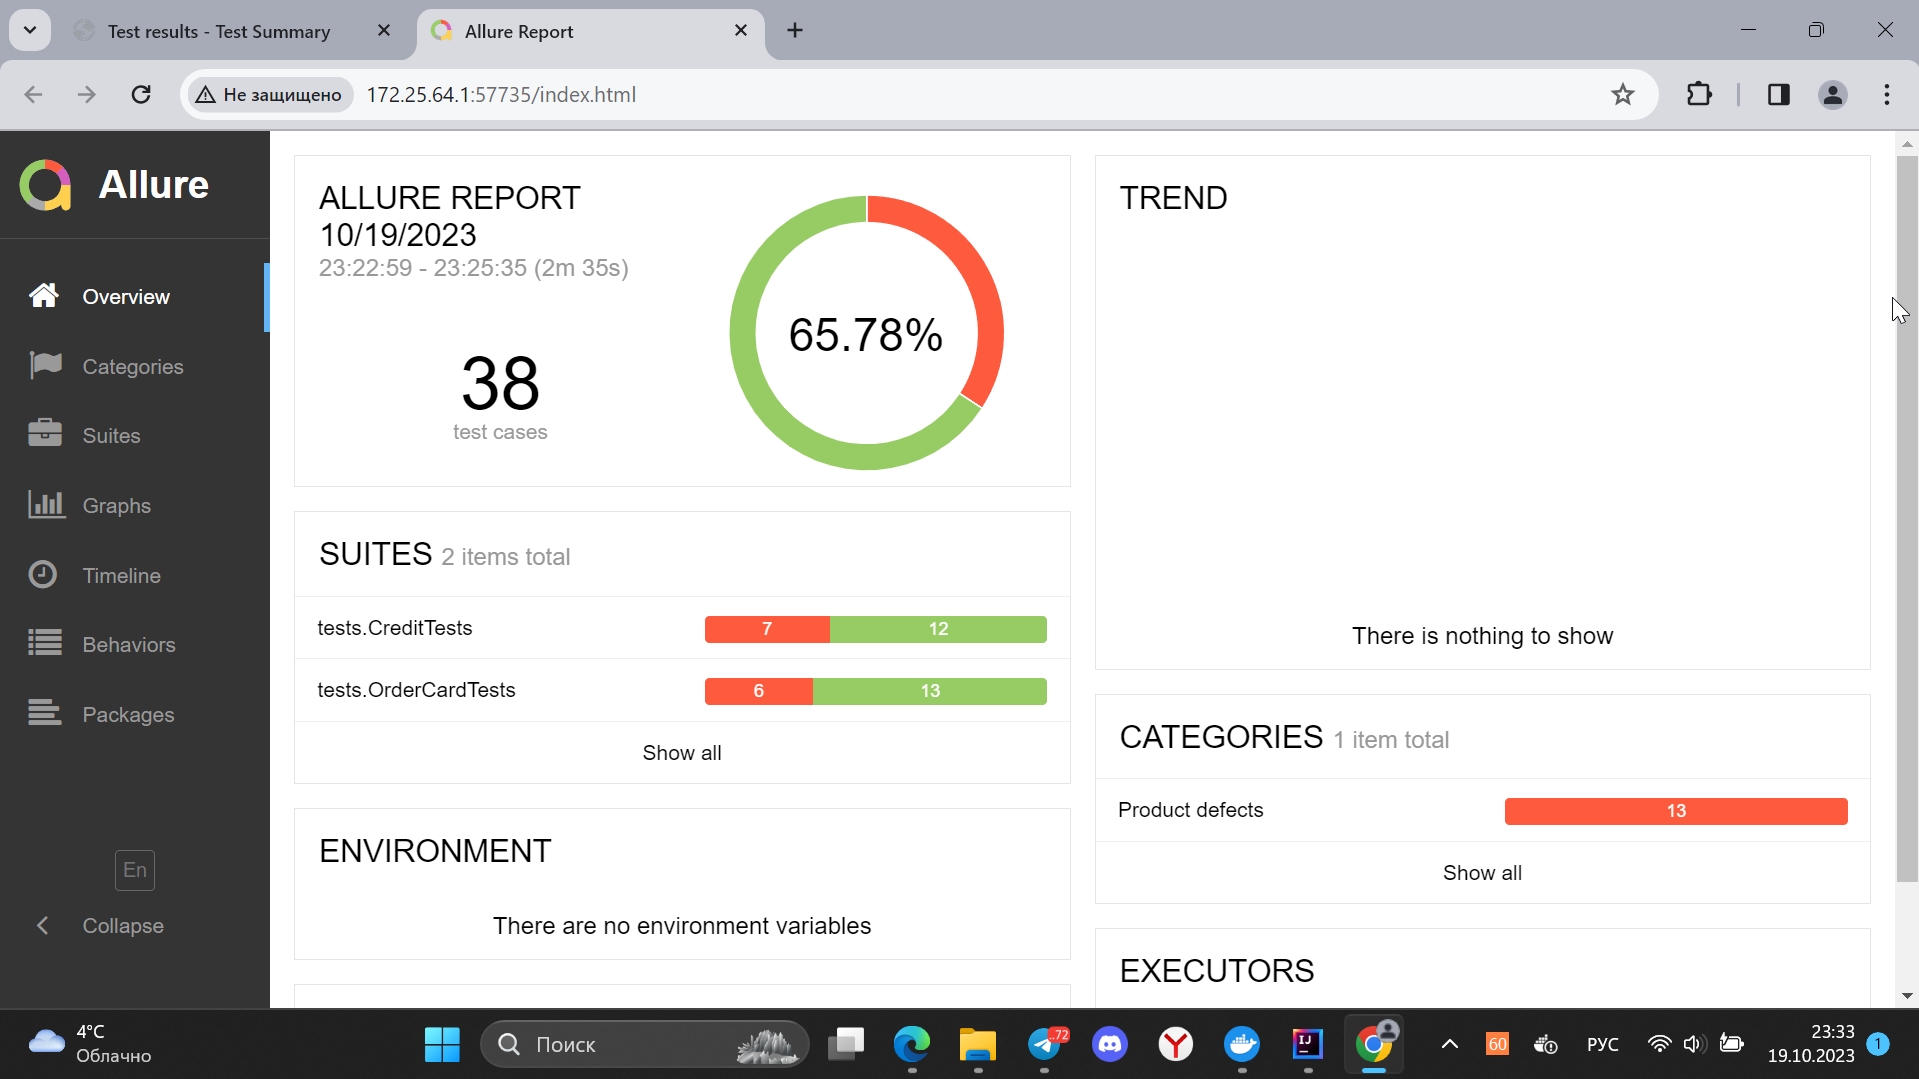 Test results - Test Summary
Allure Report
Не защищено
172.25.64.1:57735/index.html
Allure
Overview
Categories
Suites
Graphs
Timeline
Behaviors
Packages
En
Collapse
ALLURE REPORT
10/19/2023
23:22:59 - 23:25:35 (2m 35s)
38
test cases
65.78%
SUITES 2 items total
tests.CreditTests 7 12
tests.OrderCardTests 6 13
Show all
ENVIRONMENT
There are no environment variables
TREND
There is nothing to show
CATEGORIES 1 item total
Product defects 13
Show all
EXECUTORS
4°C
Облачно
Поиск
72
IJ
60
РУС
23:33
19.10.2023
1